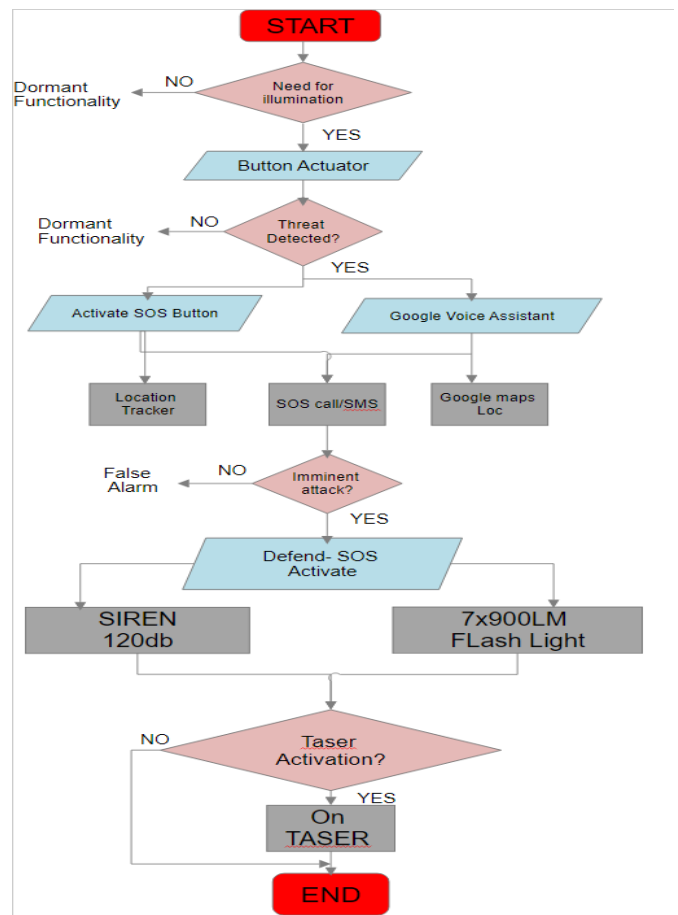 START
Need for
illumination
NO
Dormant
Functionality
YES
Button Actuator
Threat
Detected?
NO
Dormant
Functionality
YES
Activate SOS Button
Google Voice Assistant
Location
Tracker
SOS call/SMS
Google maps
Loc
Imminent
attack?
NO
False
Alarm
YES
Defend- SOS
Activate
SIREN
120db
7x900LM
FLash Light
Taser
Activation?
NO
YES
On
TASER
END